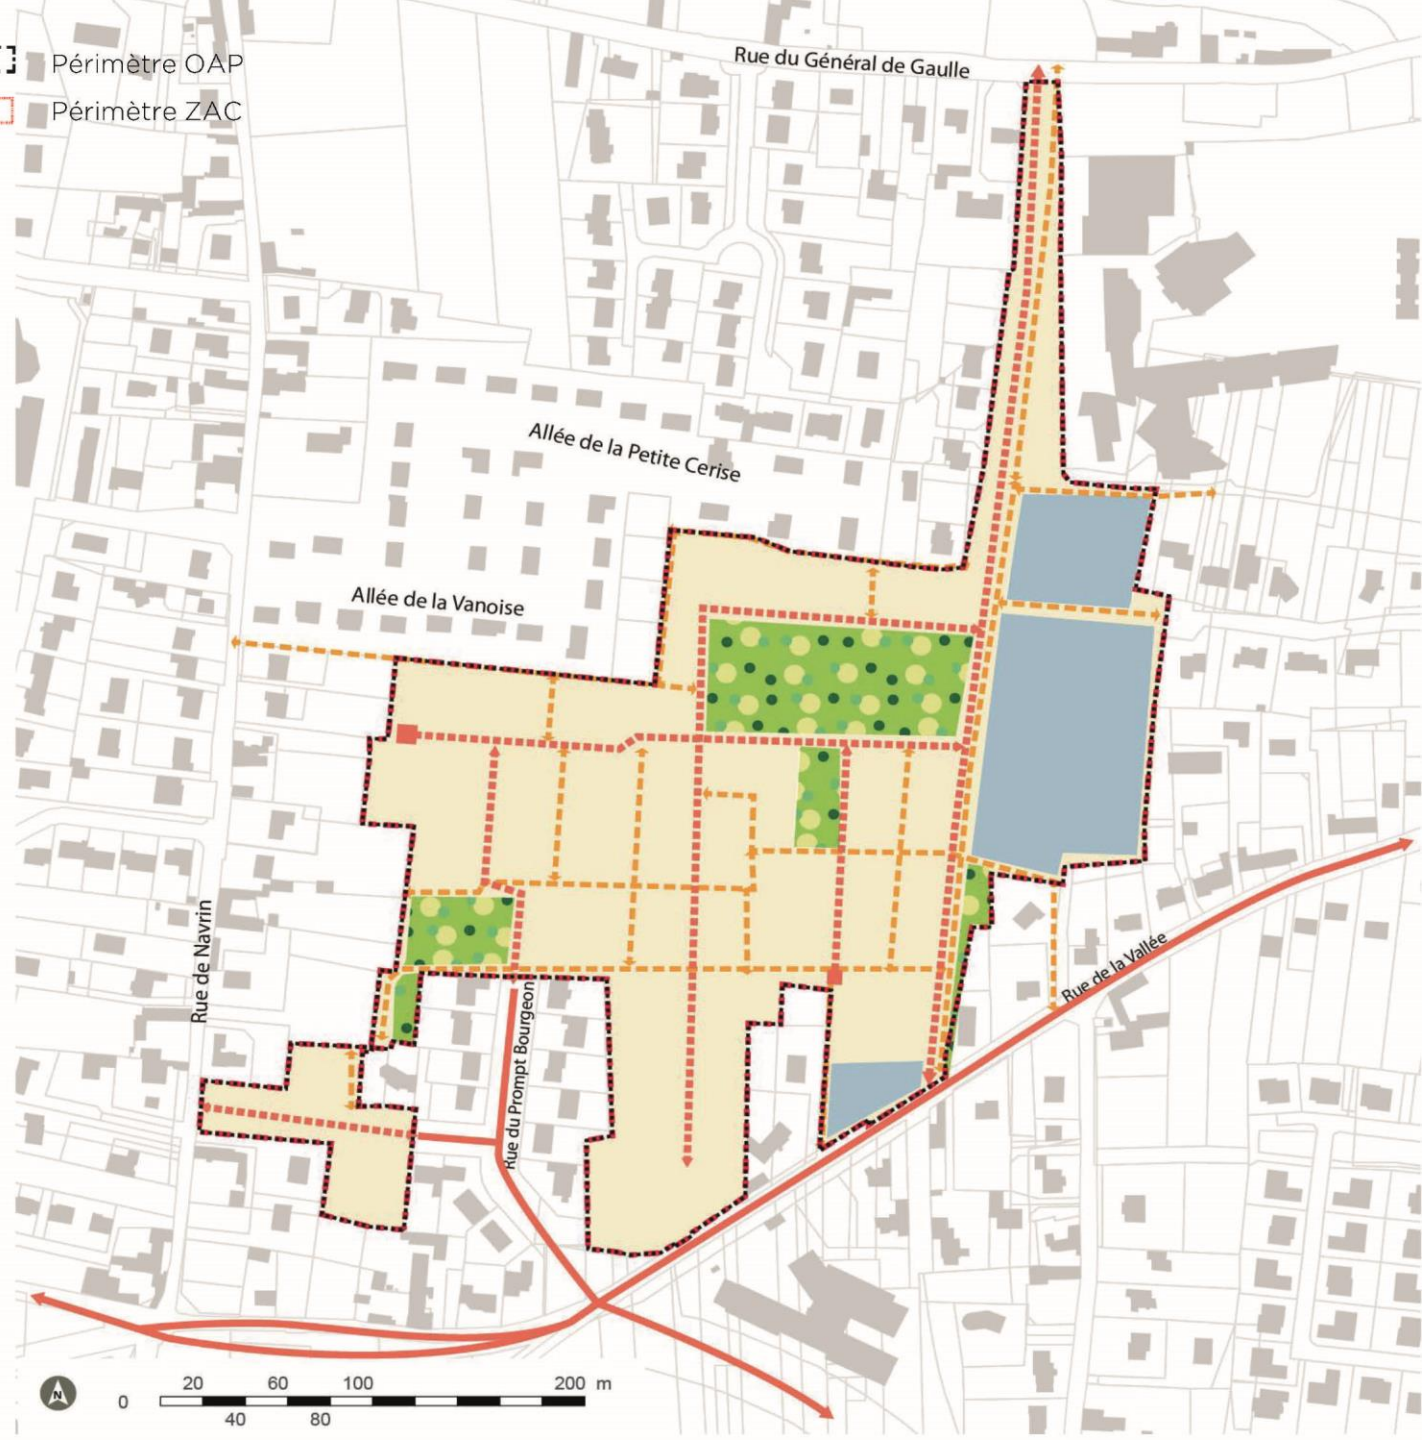 Périmètre OAP
Périmètre ZAC
Rue du Général de Gaulle
Allée de la Petite Cerise
Allée de la Vanoise
Rue de Navrin
Rue du Prompt Bourgeon
Rue de la Vallée
N
0 20 60 100 200 m
40 80